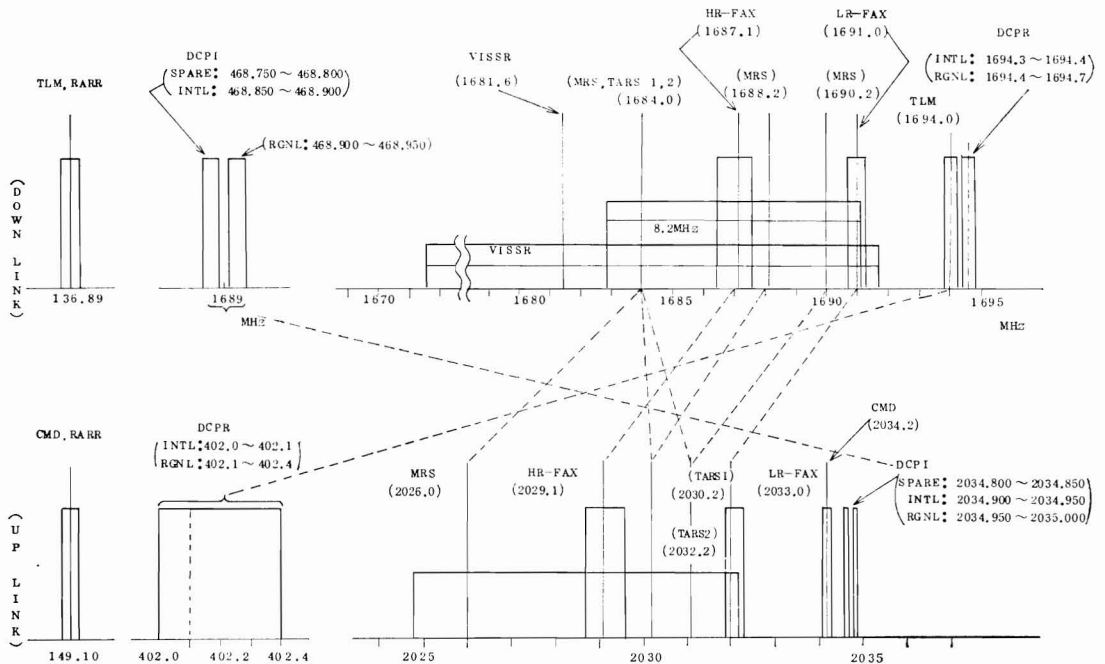 HR-FAX
(1687.1)
LR-FAX
(1691.0)
DCPR
(INTL: 1694.3~1694.4)
(RGNL: 1694.4~1694.7)
DCPI
(SPARE: 468.750~468.800)
(INTL: 468.850~468.900)
VISSR
(1681.6)
(MRS,TARS 1,2)
(1684.0)
(MRS)
(1688.2)
(MRS)
(1690.2)
TLM
(1694.0)
TLM, RARR
(RGNL: 468.900~468.950)
(DOWN LINK)
8.2MHz
VISSR
136.89
1689
1670
1680
1685
1690
1695
MHz
MHz
CMD, RARR
DCPR
(INTL: 402.0~402.1)
(RGNL: 402.1~402.4)
CMD
(2034.2)
MRS
(2026.0)
HR-FAX
(2029.1)
(TARS1)
(2030.2)
LR-FAX
(2033.0)
DCPI
(SPARE: 2034.800~2034.850)
(INTL: 2034.900~2034.950)
(RGNL: 2034.950~2035.000)
(TARS2)
(2032.2)
(UP LINK)
149.10
402.0
402.2
402.4
2025
2030
2035